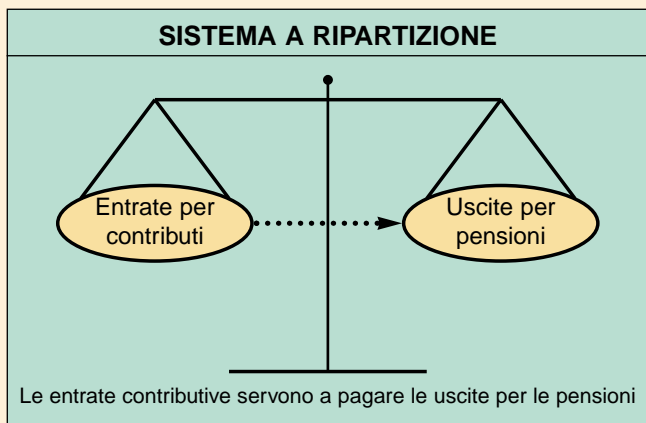 SISTEMA A RIPARTIZIONE
Entrate per
contributi
Uscite per
pensioni
Le entrate contributive servono a pagare le uscite per le pensioni